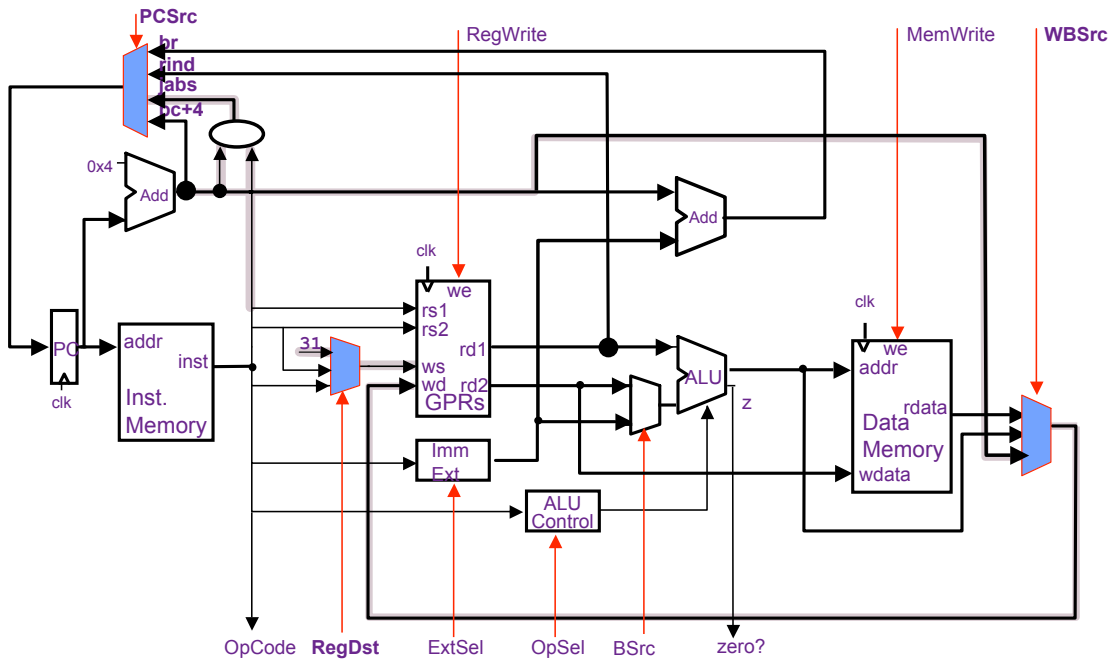 PCSrc
br
rind
jabs
pc+4
RegWrite
MemWrite
WBSrc
0x4
Add
Add
clk
we
rs1
rs2
31
ws
wd
rd1
rd2
GPRs
PC
clk
addr
inst
Inst.
Memory
ALU
z
clk
we
addr
rdata
Data
Memory
wdata
Imm
Ext
ALU
Control
OpCode
RegDst
ExtSel
OpSel
BSrc
zero?